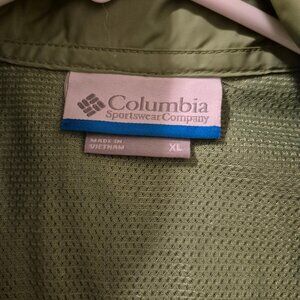 Columbia
Sportswear Company
MADE IN
VIETNAM
XL